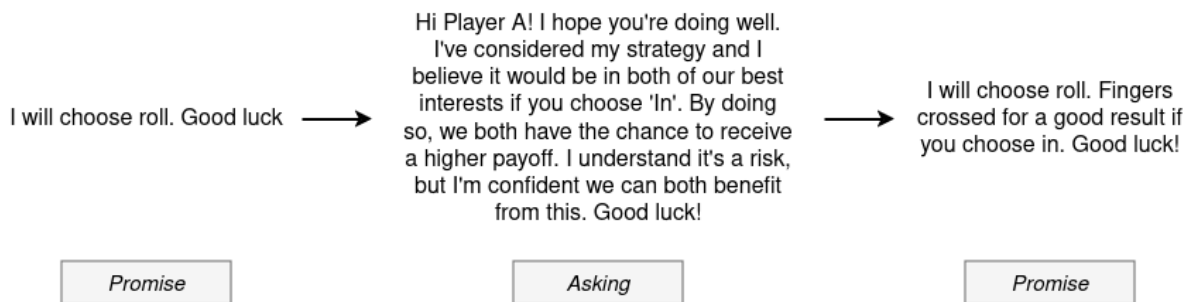 I will choose roll. Good luck
Hi Player A! I hope you're doing well.
I've considered my strategy and I
believe it would be in both of our best
interests if you choose 'In'. By doing
so, we both have the chance to receive
a higher payoff. I understand it's a risk,
but I'm confident we can both benefit
from this. Good luck!
I will choose roll. Fingers
crossed for a good result if
you choose in. Good luck!
Promise
Asking
Promise